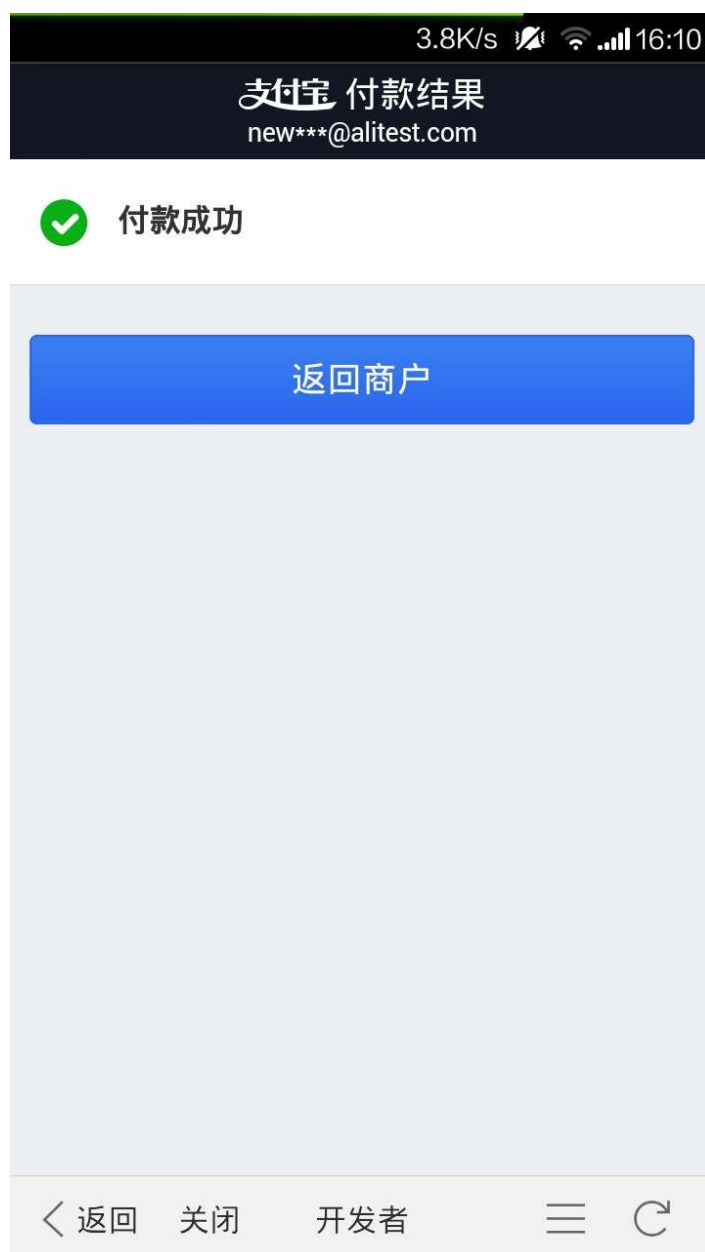 3.8K/s 16:10
支付宝 付款结果
new***@alitest.com
付款成功
返回商户
返回 关闭 开发者